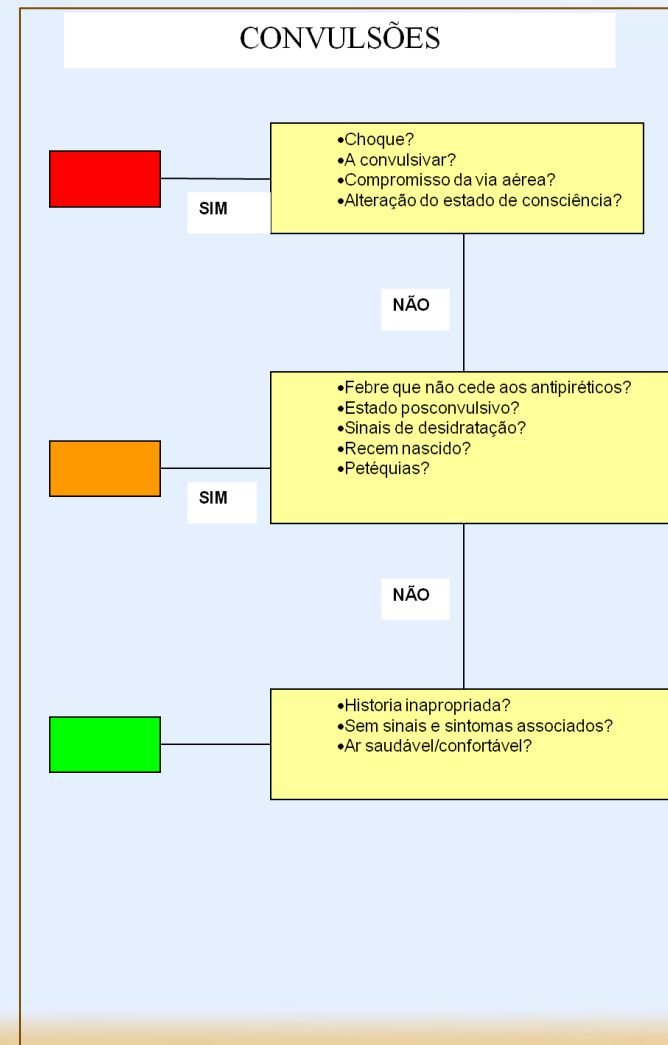 CONVULSÕES
•Choque?
•A convulsivar?
•Compromisso da via aérea?
•Alteração do estado de consciência?
SIM
NÃO
•Febre que não cede aos antipiréticos?
•Estado posconvulsivo?
•Sinais de desidratação?
•Recem nascido?
•Petéquias?
SIM
NÃO
•Historia inapropriada?
•Sem sinais e sintomas associados?
•Ar saudável/confortável?